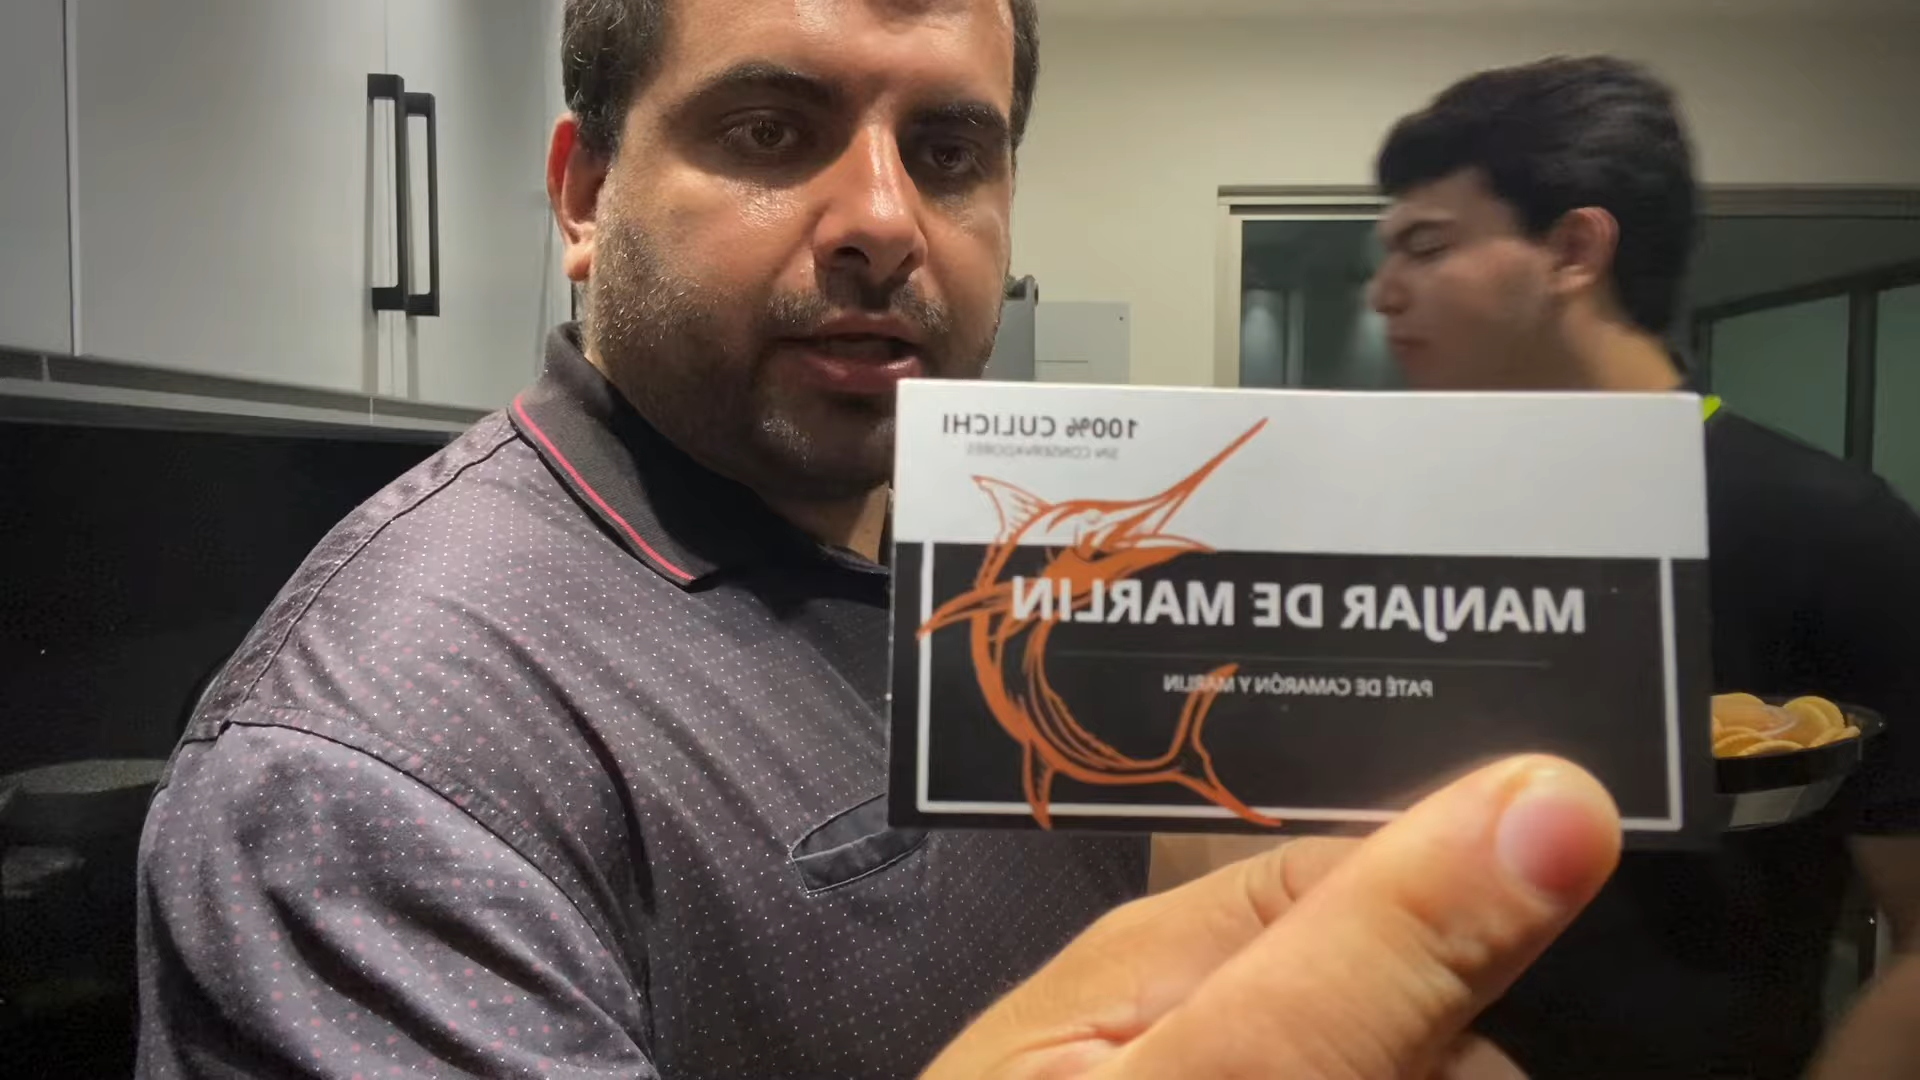 100% CULICHI
SIN CONSERVADORES
MANJAR DE MARLIN
PATÉ DE CAMARÓN Y MARLIN